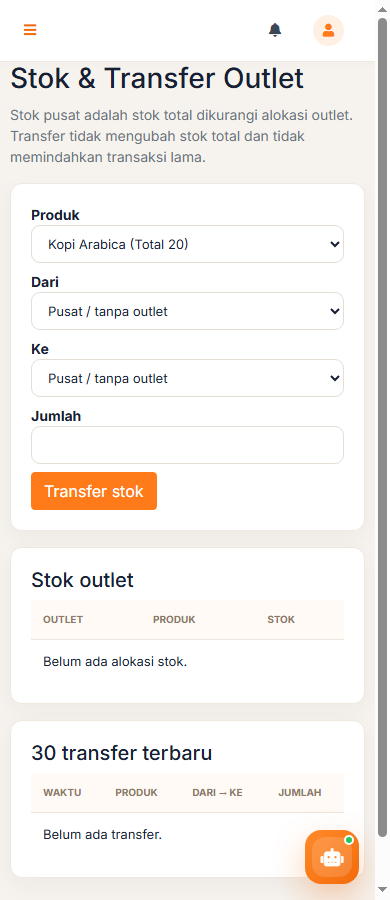 Stok & Transfer Outlet
Stok pusat adalah stok total dikurangi alokasi outlet.
Transfer tidak mengubah stok total dan tidak
memindahkan transaksi lama.
Produk
Kopi Arabica (Total 20)
Dari
Pusat / tanpa outlet
Ke
Pusat / tanpa outlet
Jumlah
Transfer stok
Stok outlet
OUTLET PRODUK STOK
Belum ada alokasi stok.
30 transfer terbaru
WAKTU PRODUK DARI → KE JUMLAH
Belum ada transfer.